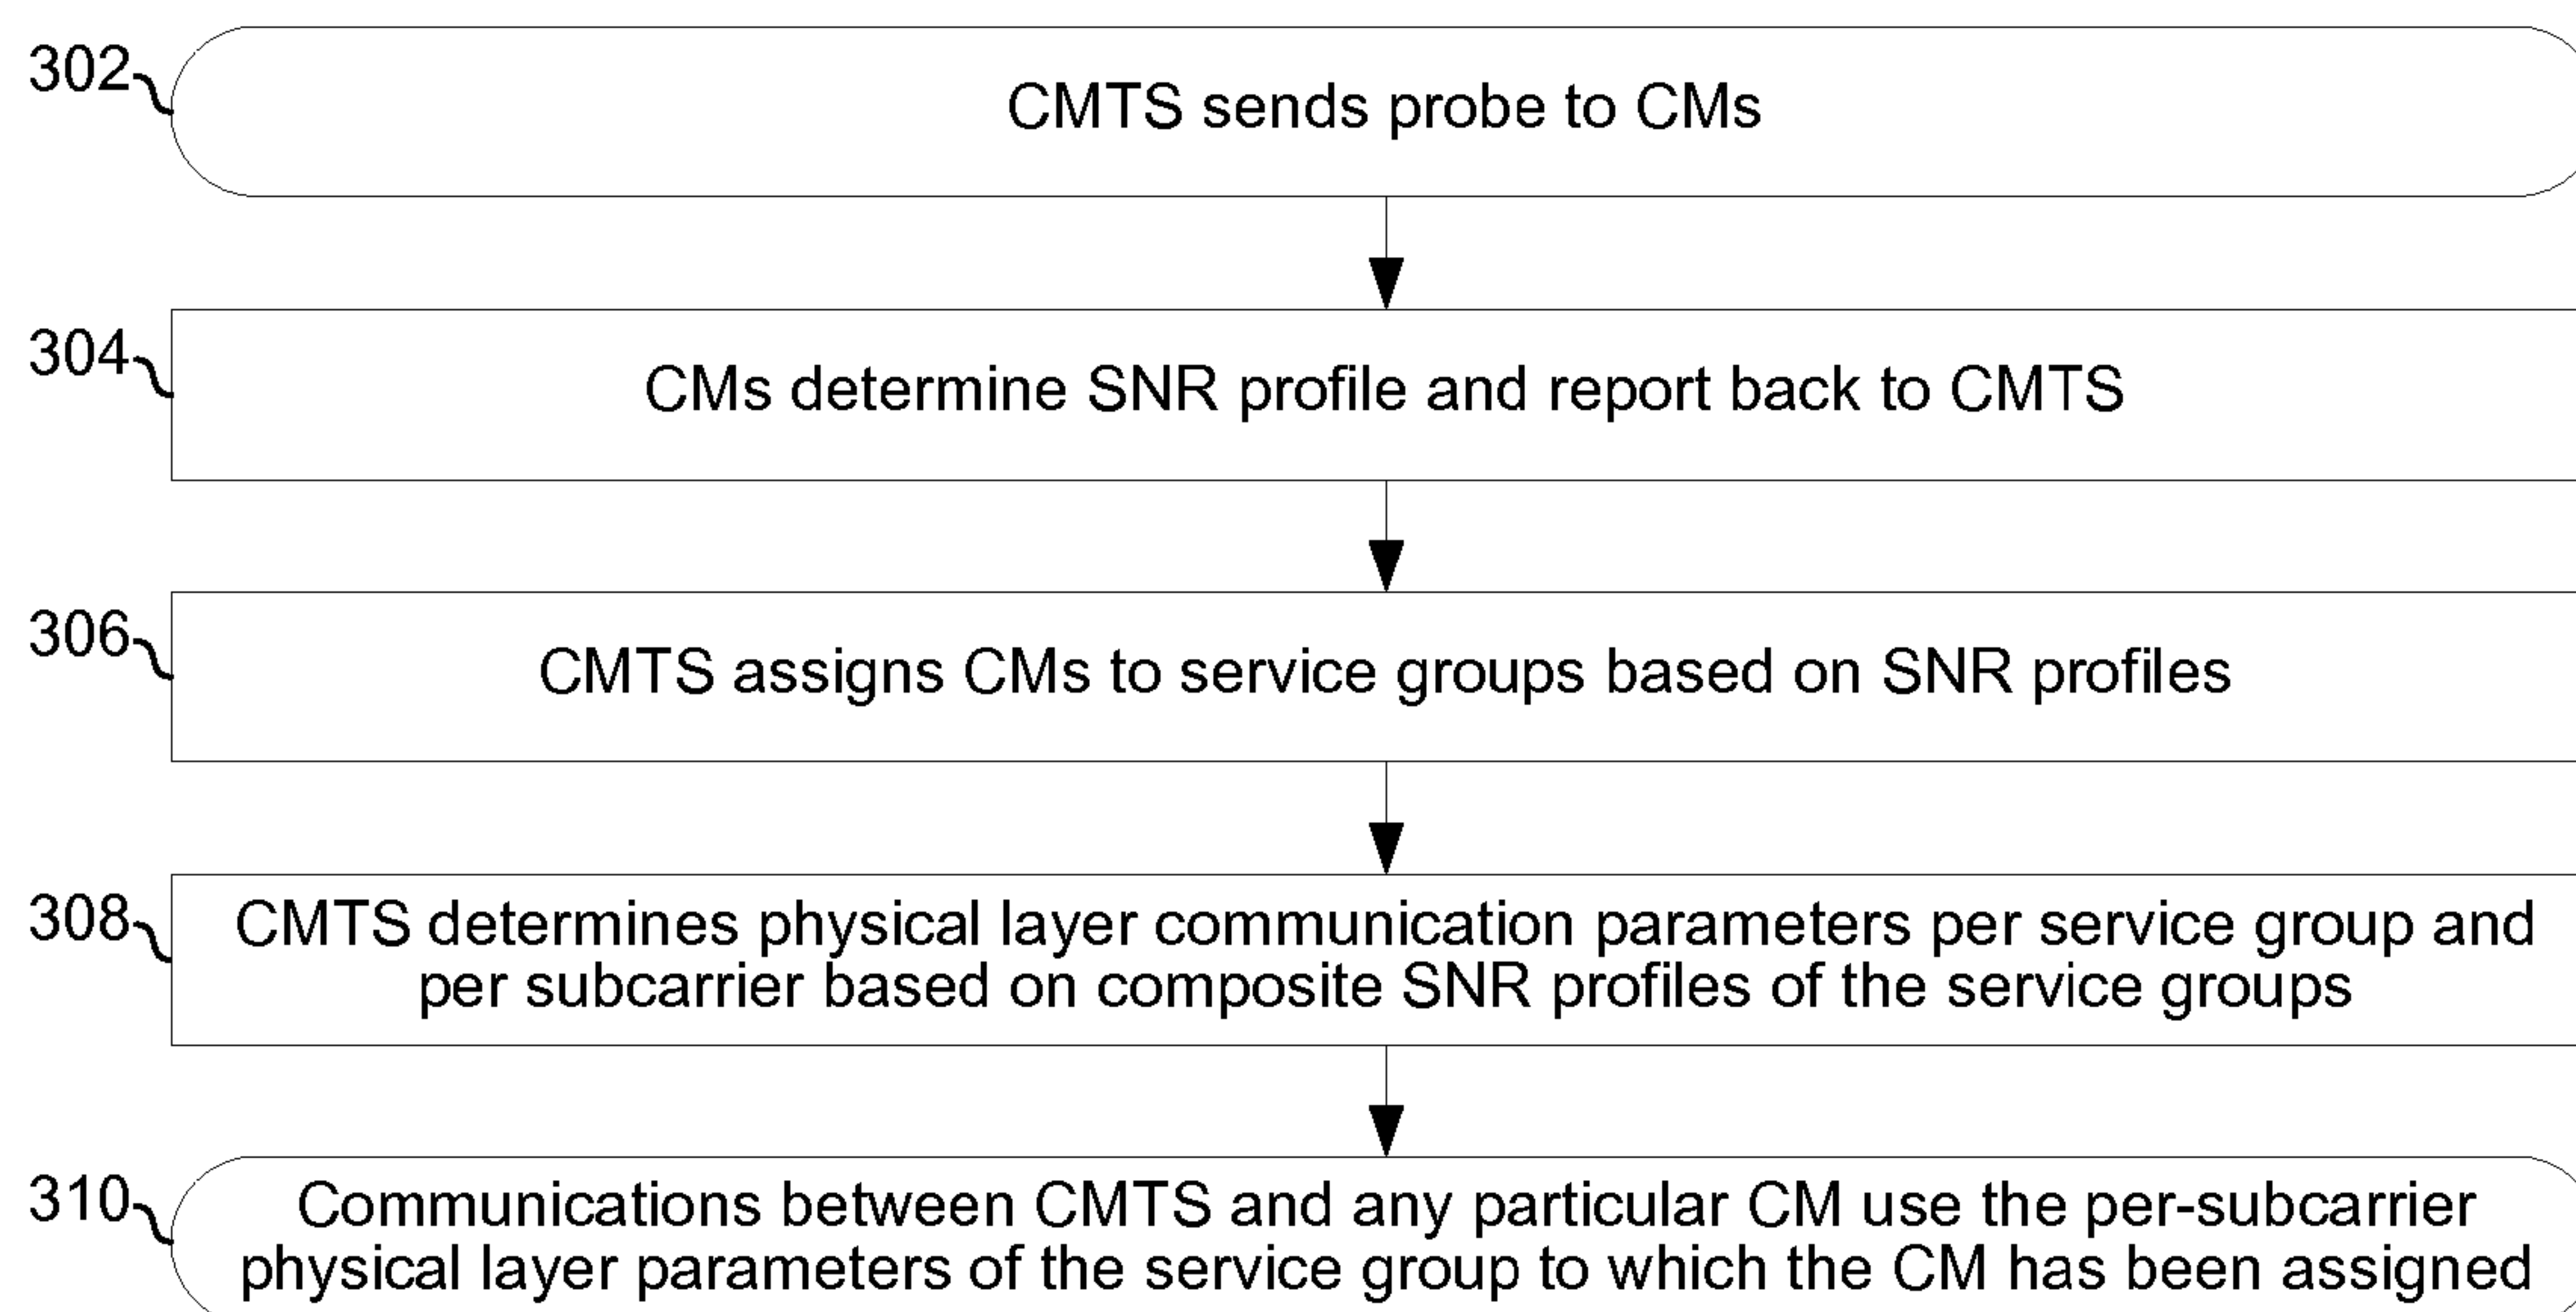 302
CMTS sends probe to CMs
304
CMs determine SNR profile and report back to CMTS
306
CMTS assigns CMs to service groups based on SNR profiles
308
CMTS determines physical layer communication parameters per service group and
per subcarrier based on composite SNR profiles of the service groups
310
Communications between CMTS and any particular CM use the per-subcarrier
physical layer parameters of the service group to which the CM has been assigned